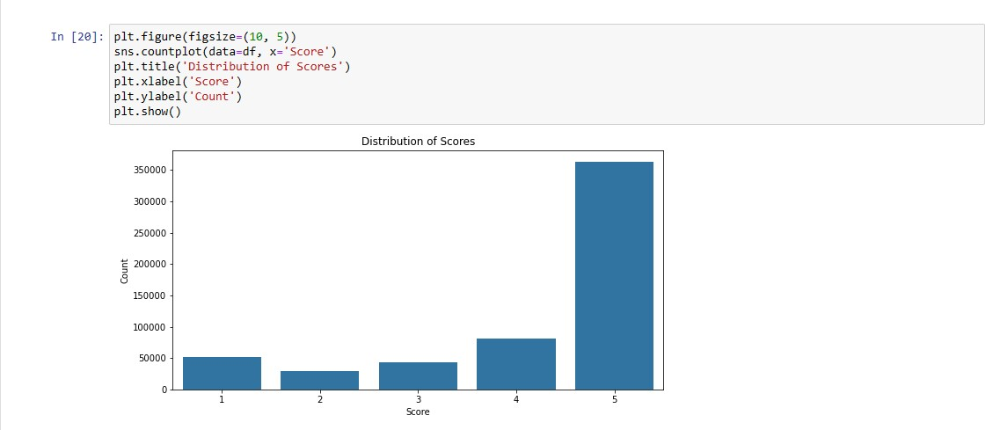 In [20]: plt.figure(figsize=(10, 5))
sns.countplot(data=df, x='Score')
plt.title('Distribution of Scores')
plt.xlabel('Score')
plt.ylabel('Count')
plt.show()
Distribution of Scores
350000
300000
250000
200000
150000
100000
50000
0
Count
1 2 3 4 5
Score